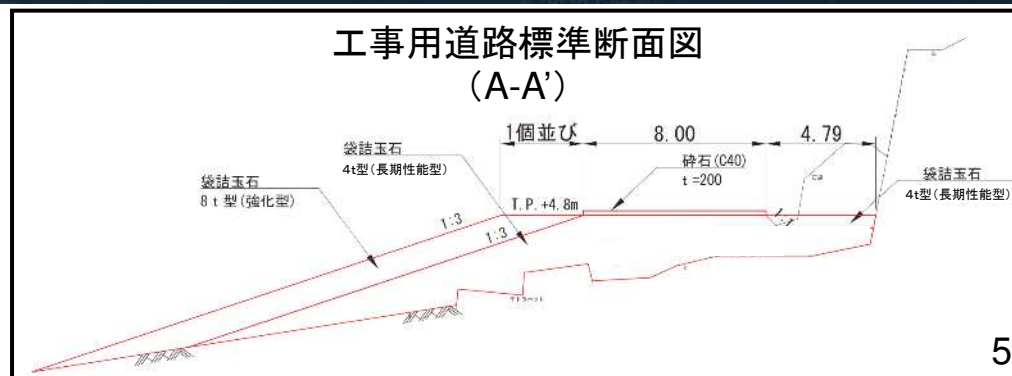 工事用道路標準断面図
(A-A’)
1個並び
8.00
4.79
袋詰玉石
4t型(長期性能型)
砕石(C40)
t=200
袋詰玉石
4t型(長期性能型)
袋詰玉石
8t型(強化型)
T.P.+4.8m
1:3
1:3
1:1
5